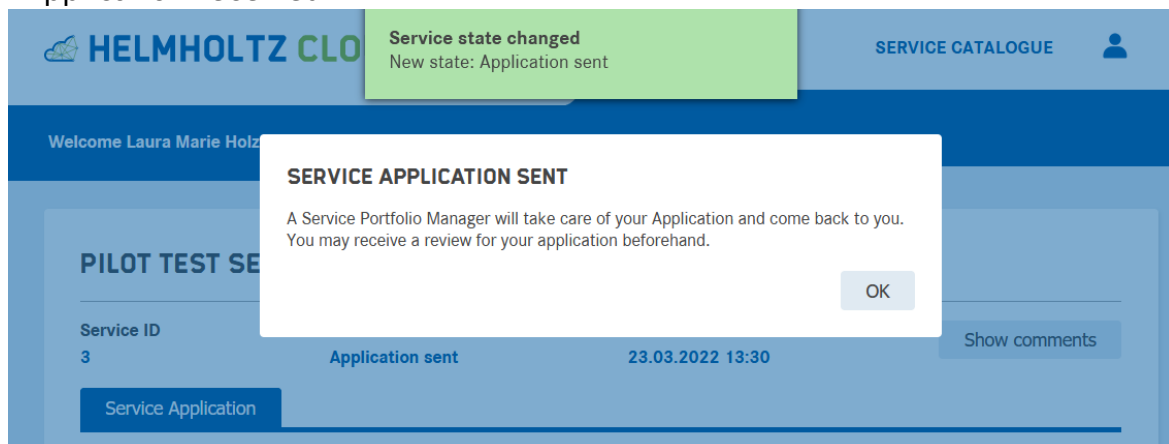 HELMHOLTZ CLO
Service state changed
New state: Application sent
SERVICE CATALOGUE
Welcome Laura Marie Holz
SERVICE APPLICATION SENT
A Service Portfolio Manager will take care of your Application and come back to you.
You may receive a review for your application beforehand.
OK
PILOT TEST SE
Service ID
3
Application sent
23.03.2022 13:30
Show comments
Service Application